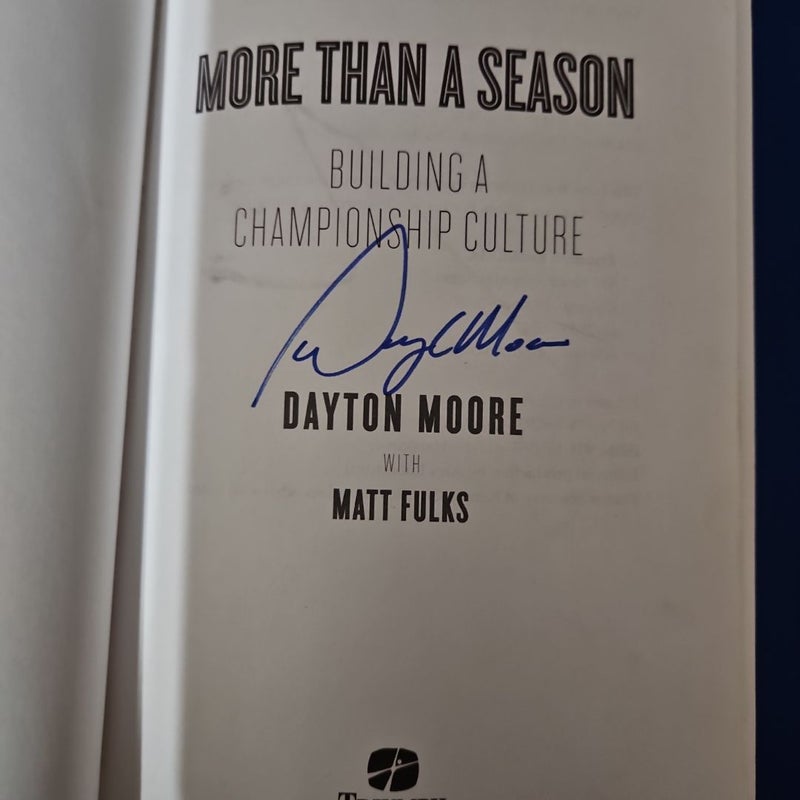 MORE THAN A SEASON
BUILDING A
CHAMPIONSHIP CULTURE
DAYTON MOORE
WITH
MATT FULKS